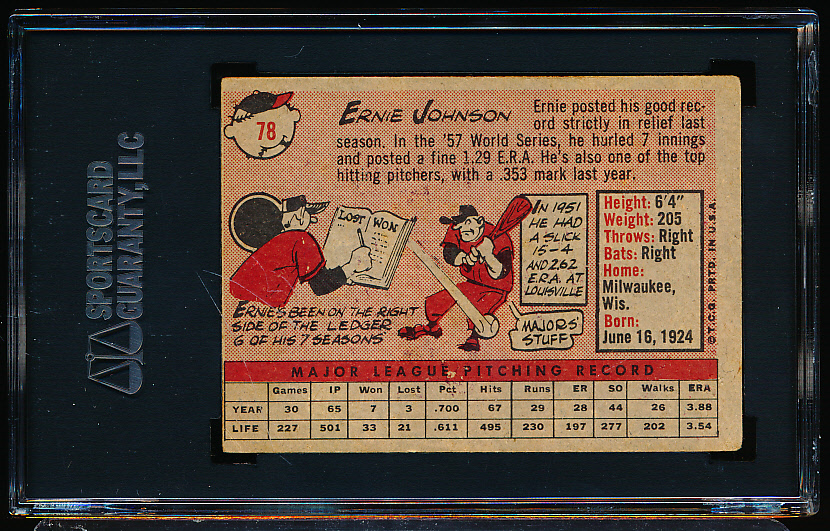 SPORTSCARD
GUARANTY, LLC
78
ERNIE JOHNSON
Ernie posted his good rec-
ord strictly in relief last
season. In the '57 World Series, he hurled 7 innings
and posted a fine 1.29 E.R.A. He's also one of the top
hitting pitchers, with a .353 mark last year.
LOST WON
ERNIE'S BEEN ON THE RIGHT
SIDE OF THE LEDGER
6 OF HIS 7 SEASONS
IN 1951
HE HAD
A SLICK
15-4
AND 2.62
E.R.A. AT
LOUISVILLE
MAJORS'
STUFF
Height: 6'4"
Weight: 205
Throws: Right
Bats: Right
Home:
Milwaukee,
Wis.
Born:
June 16, 1924
©T.C.G. PRTD. IN U.S.A.
MAJOR LEAGUE PITCHING RECORD
Games IP Won Lost Pct Hits Runs ER SO Walks ERA
YEAR 30 65 7 3 .700 67 29 28 44 26 3.88
LIFE 227 501 33 21 .611 495 230 197 277 202 3.54